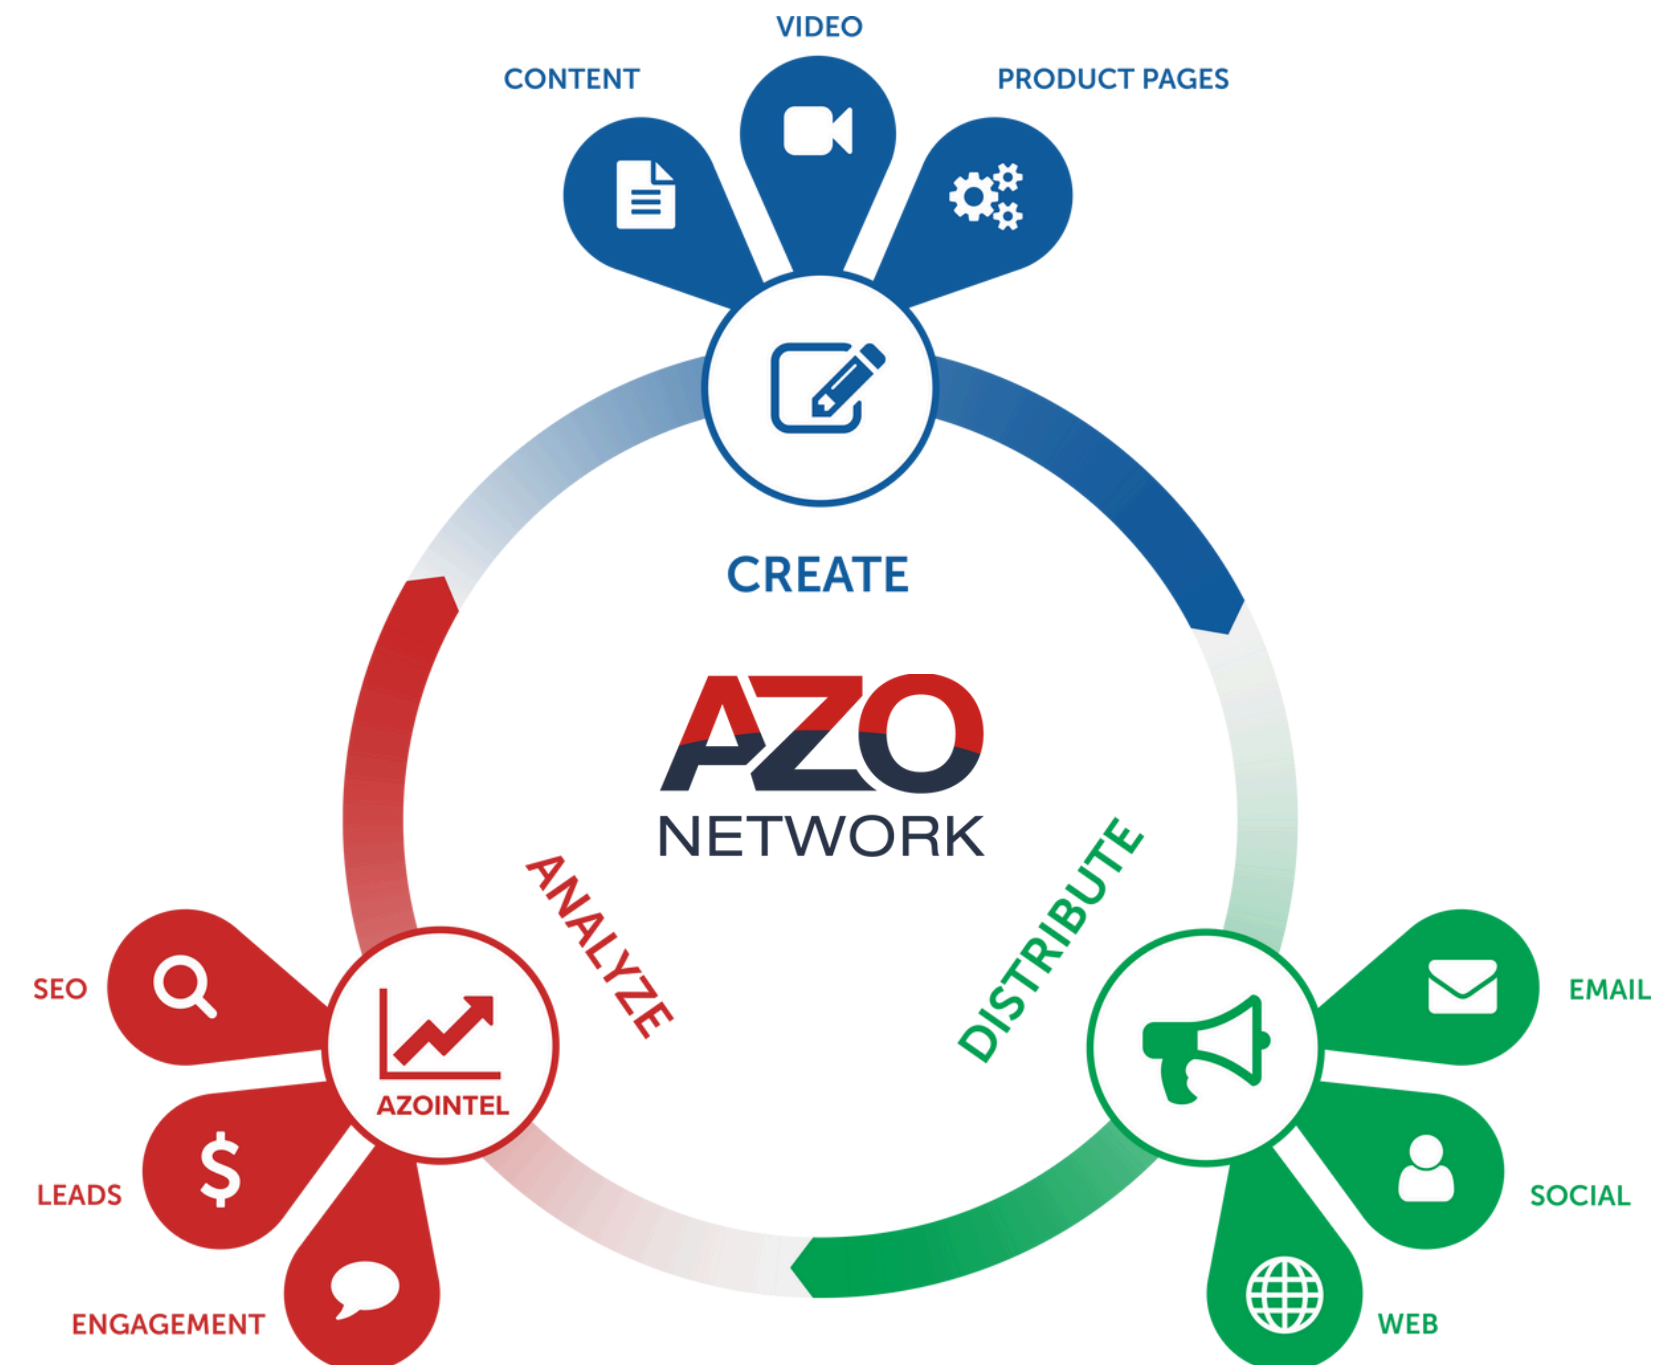 VIDEO
CONTENT
PRODUCT PAGES
CREATE
AZO
NETWORK
ANALYZE
DISTRIBUTE
SEO
AZOINTEL
LEADS
ENGAGEMENT
EMAIL
SOCIAL
WEB